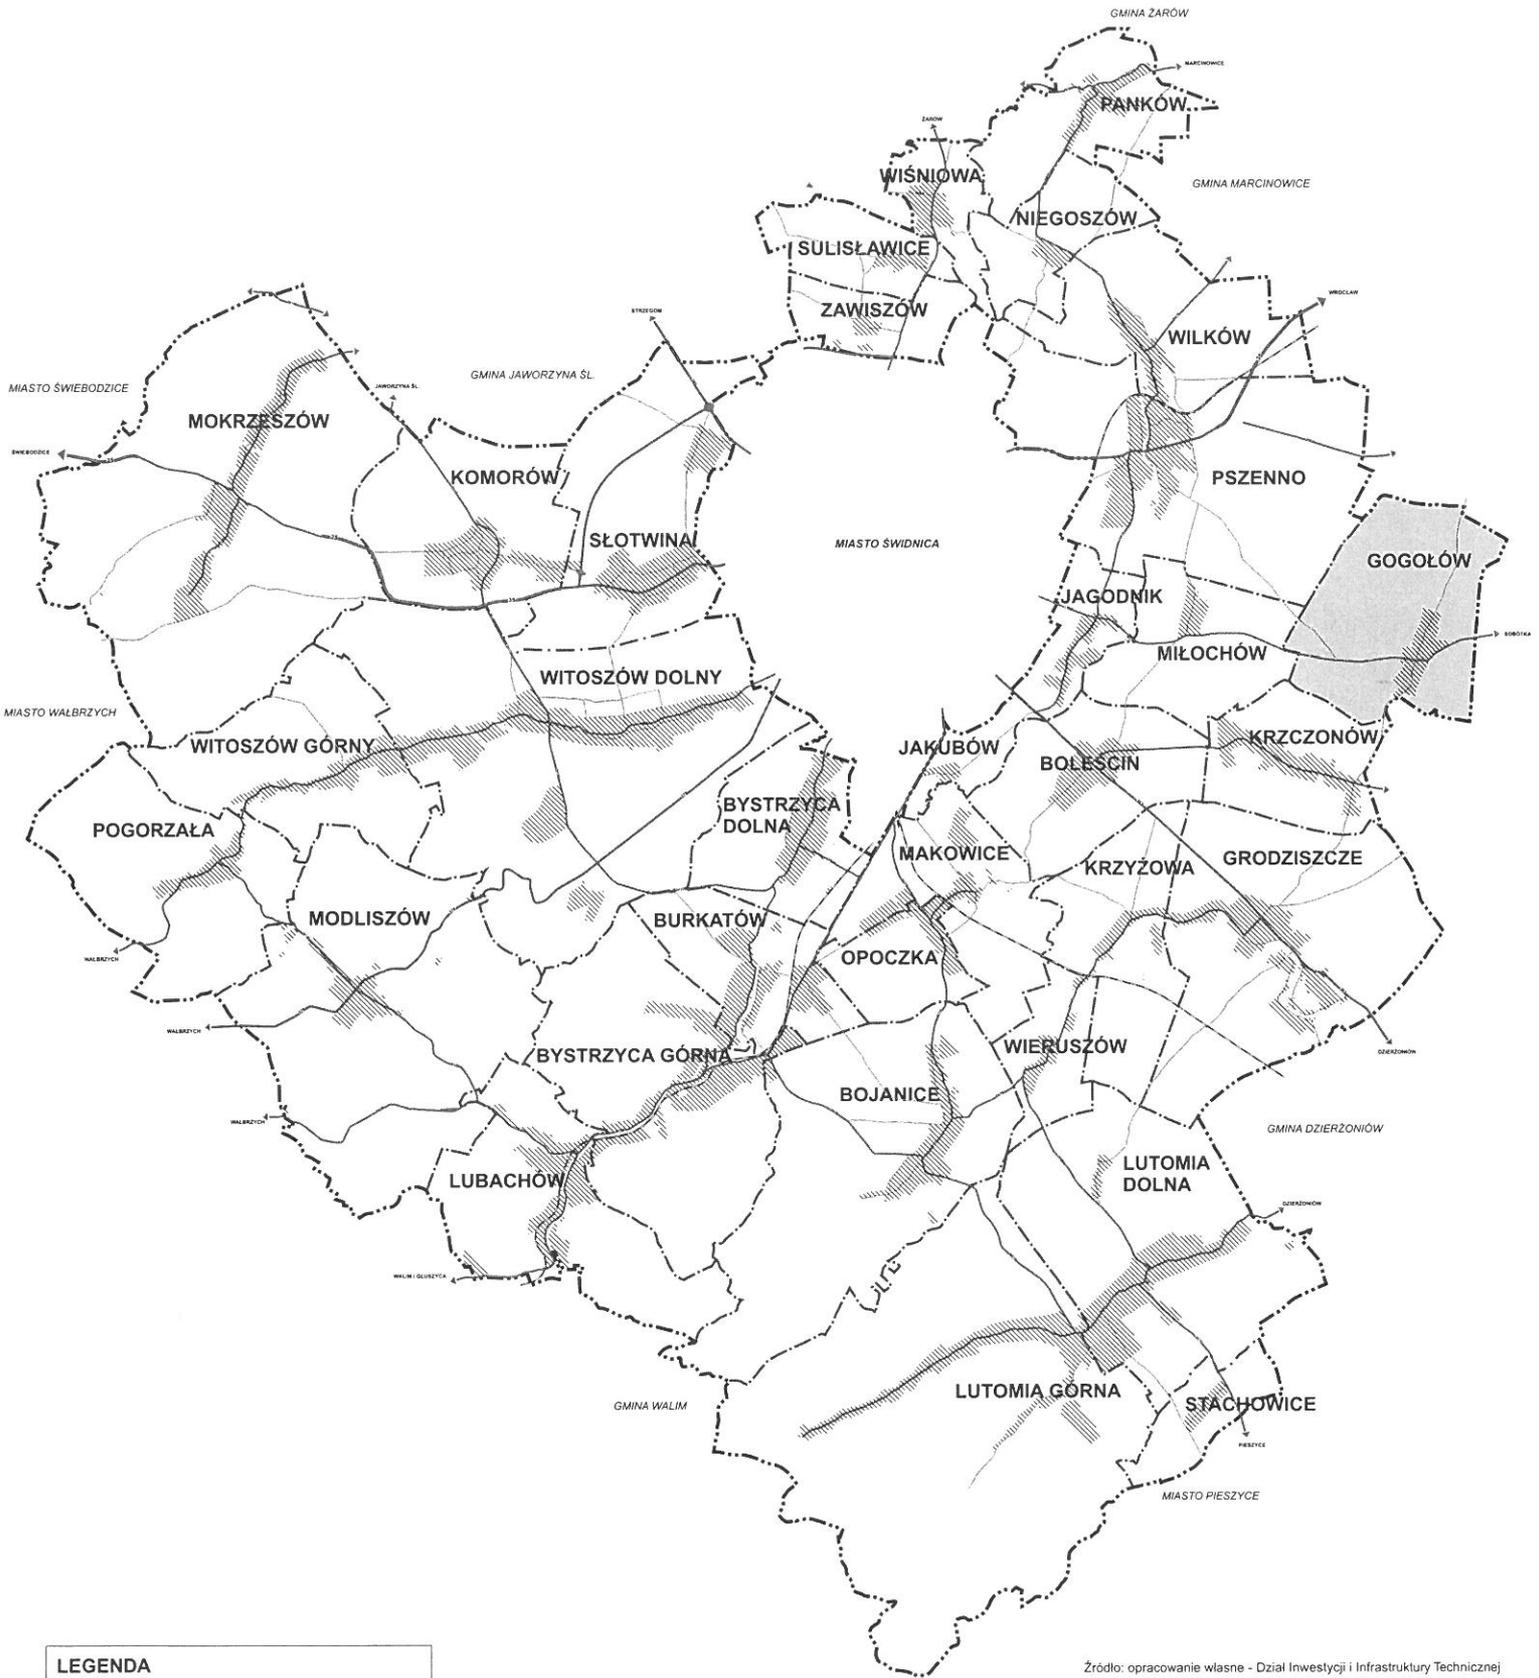 GMINA ŻARÓW
MARCINOWICE
PANKÓW
ŻARÓW
WIŚNIOWA
GMINA MARCINOWICE
NIEGOSZÓW
SULISŁAWICE
ZAWISZÓW
WROCŁAW
STRZEGOM
WILKÓW
GMINA JAWORZYNA ŚL.
MIASTO ŚWIEBODZICE
JAWORZYNA ŚL.
MOKRZESZÓW
ŚWIEBODZICE
KOMORÓW
PSZENNO
SŁOTWINA
MIASTO ŚWIDNICA
GOGOŁÓW
JAGODNIK
SOBÓTKA
MIŁOCHÓW
WITOSZÓW DOLNY
MIASTO WAŁBRZYCH
WITOSZÓW GÓRNY
JAKUBÓW
KRZCZONÓW
BOLEŚCIN
BYSTRZYCA
DOLNA
POGORZAŁA
MAKOWICE
KRZYŻOWA
GRODZISZCZE
MODLISZÓW
BURKATÓW
OPOCZKA
WAŁBRZYCH
WAŁBRZYCH
BYSTRZYCA GÓRNA
WIERUSZÓW
DZIERŻONIÓW
BOJANICE
WAŁBRZYCH
GMINA DZIERŻONIÓW
LUBACHÓW
LUTOMIA
DOLNA
DZIERŻONIÓW
WALIM I GŁUSZYCA
LUTOMIA GÓRNA
STACHOWICE
GMINA WALIM
PIESZYCE
MIASTO PIESZYCE
LEGENDA
Źródło: opracowanie własne - Dział Inwestycji i Infrastruktury Technicznej